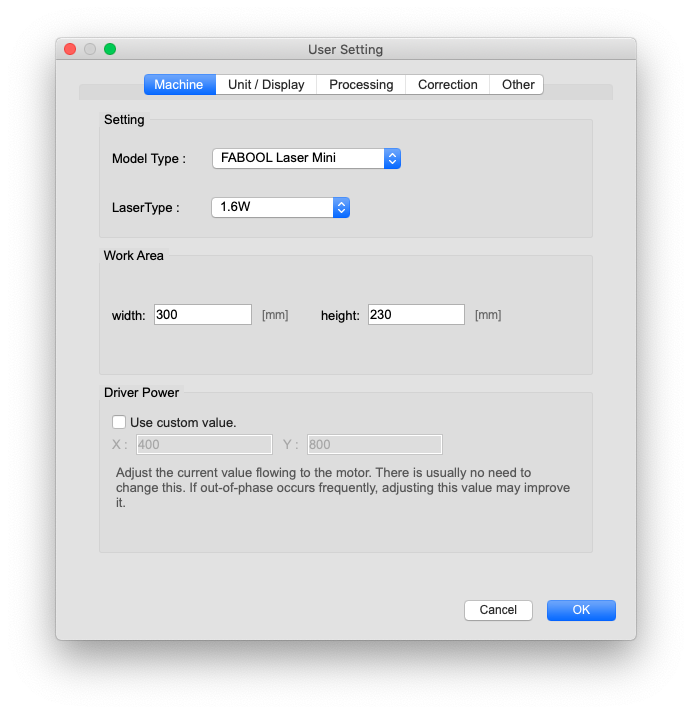 User Setting
Machine Unit / Display Processing Correction Other
Setting
Model Type : FABOOL Laser Mini
LaserType : 1.6W
Work Area
width: 300 [mm] height: 230 [mm]
Driver Power
Use custom value.
X : 400 Y : 800
Adjust the current value flowing to the motor. There is usually no need to
change this. If out-of-phase occurs frequently, adjusting this value may improve
it.
Cancel OK